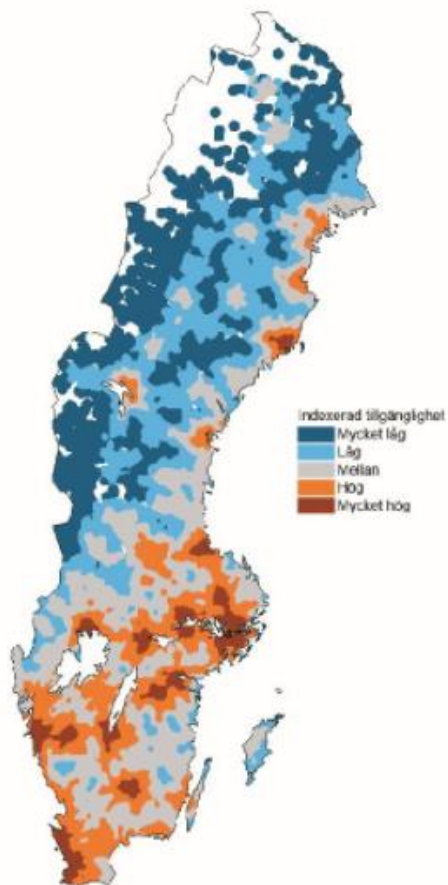 Indexerad tillgänglighet
Mycket låg
Låg
Mellan
Hög
Mycket hög